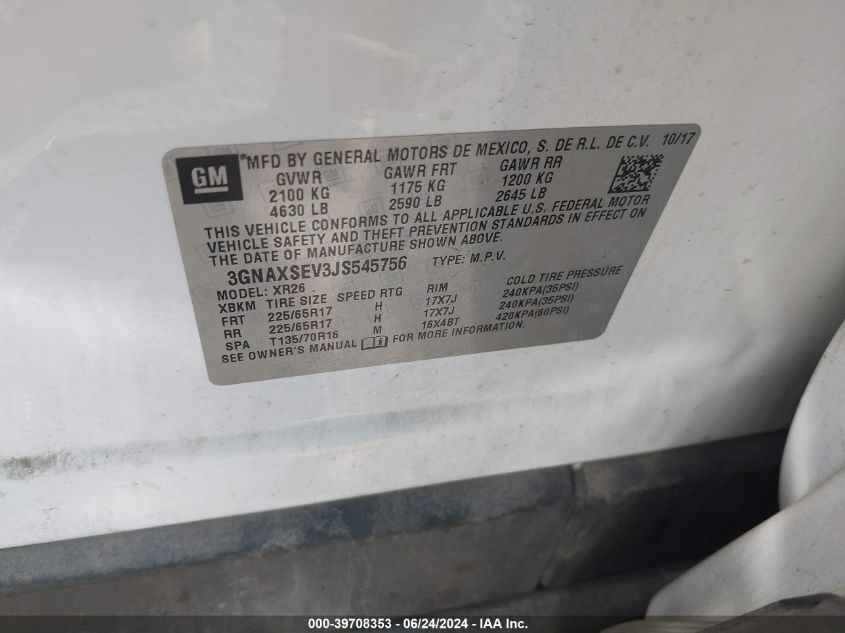 GM
MFD BY GENERAL MOTORS DE MEXICO, S. DE R.L. DE C.V. 10/17
GVWR GAWR FRT GAWR RR
2100 KG 1175 KG 1200 KG
4630 LB 2590 LB 2645 LB
THIS VEHICLE CONFORMS TO ALL APPLICABLE U.S. FEDERAL MOTOR
VEHICLE SAFETY AND THEFT PREVENTION STANDARDS IN EFFECT ON
THE DATE OF MANUFACTURE SHOWN ABOVE.
3GNAXSEV3JS545756 TYPE: M.P.V.
MODEL: XR26
XBKM TIRE SIZE SPEED RTG RIM COLD TIRE PRESSURE
FRT 225/65R17 H 17X7J 240KPA(35PSI)
RR 225/65R17 H 17X7J 240KPA(35PSI)
SPA T135/70R16 M 16X4BT 420KPA(60PSI)
SEE OWNER'S MANUAL FOR MORE INFORMATION.
000-39708353 - 06/24/2024 - IAA Inc.